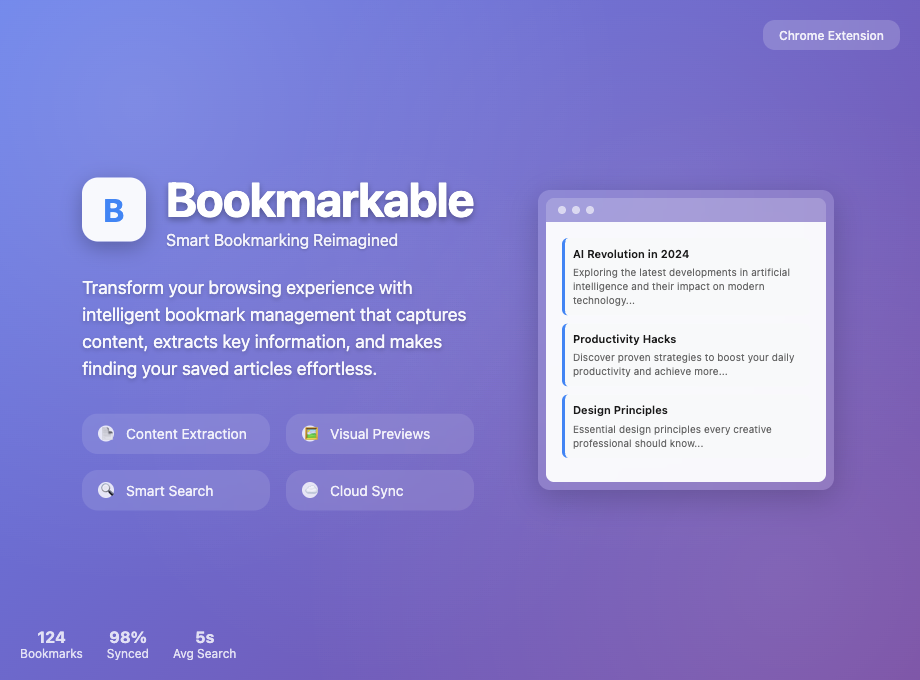 Chrome Extension
B
Bookmarkable
Smart Bookmarking Reimagined
Transform your browsing experience with
intelligent bookmark management that captures
content, extracts key information, and makes
finding your saved articles effortless.
Content Extraction
Visual Previews
Smart Search
Cloud Sync
AI Revolution in 2024
Exploring the latest developments in artificial
intelligence and their impact on modern
technology...
Productivity Hacks
Discover proven strategies to boost your daily
productivity and achieve more...
Design Principles
Essential design principles every creative
professional should know...
124
Bookmarks
98%
Synced
5s
Avg Search